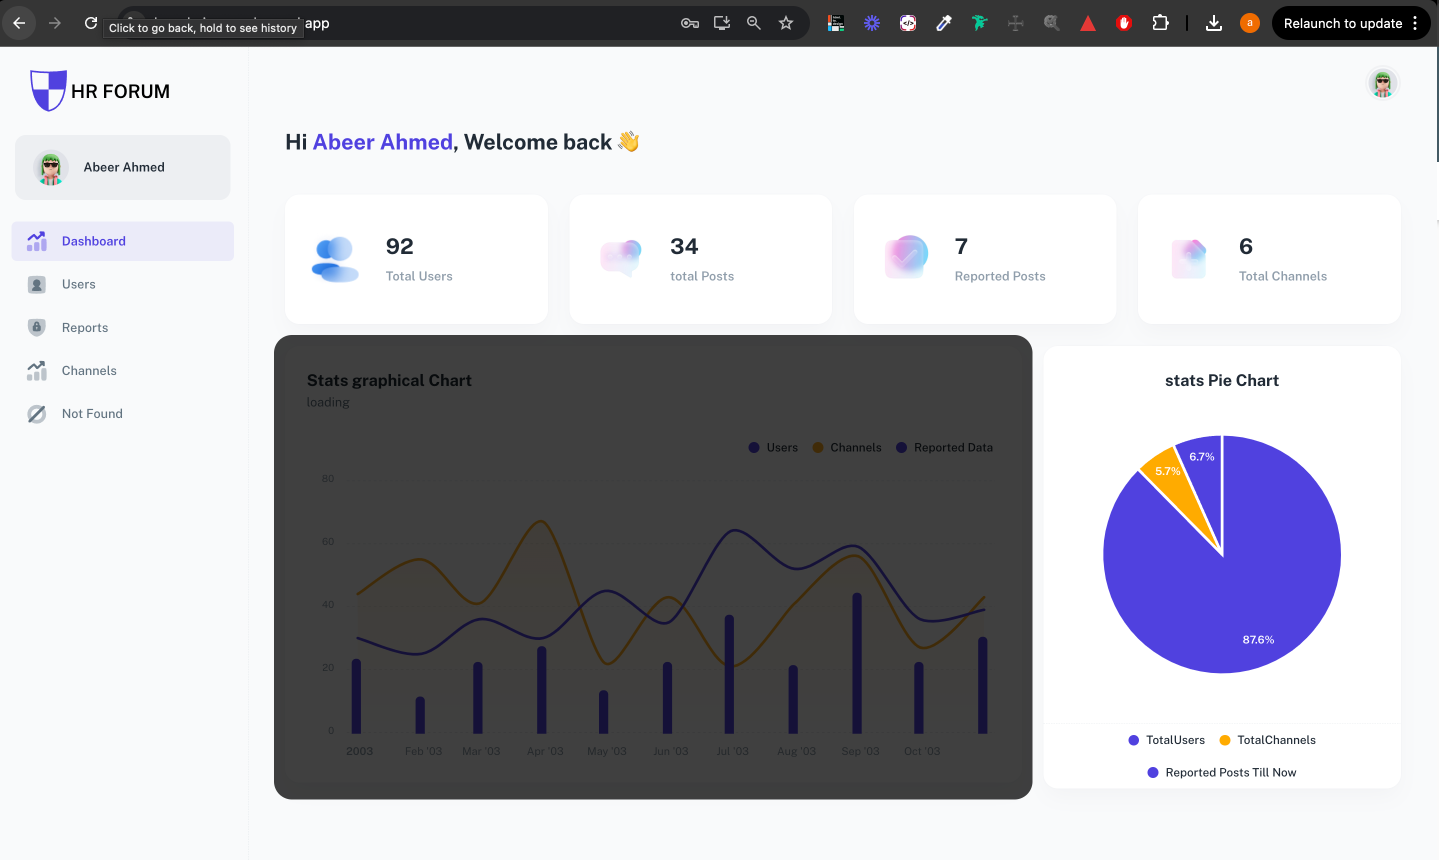 app
Click to go back, hold to see history
a
Relaunch to update
HR FORUM
Abeer Ahmed
Dashboard
Users
Reports
Channels
Not Found
Hi Abeer Ahmed, Welcome back 👋
92
Total Users
34
total Posts
7
Reported Posts
6
Total Channels
Stats graphical Chart
loading
Users Channels Reported Data
80
60
40
20
0
2003 Feb '03 Mar '03 Apr '03 May '03 Jun '03 Jul '03 Aug '03 Sep '03 Oct '03
stats Pie Chart
6.7%
5.7%
87.6%
TotalUsers TotalChannels
Reported Posts Till Now